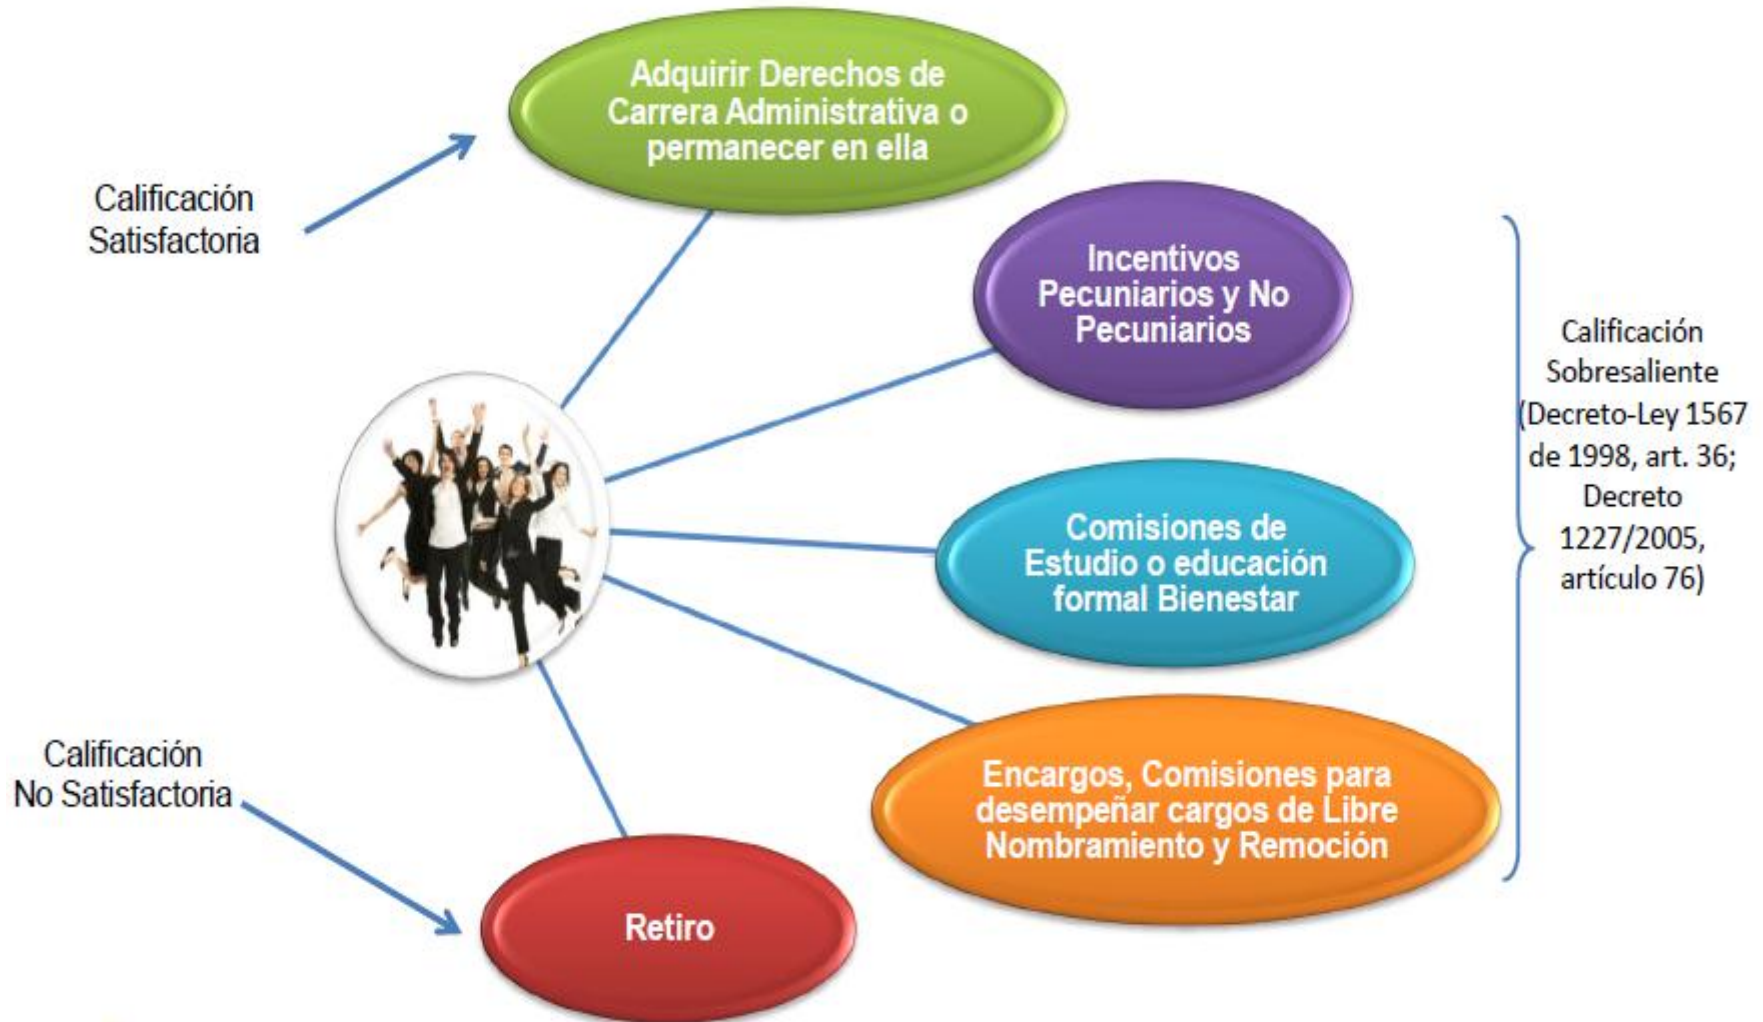 Adquirir Derechos de
Carrera Administrativa o
permanecer en ella
Calificación
Satisfactoria
Incentivos
Pecuniarios y No
Pecuniarios
Calificación
Sobresaliente
(Decreto-Ley 1567
de 1998, art. 36;
Decreto
1227/2005,
artículo 76)
Comisiones de
Estudio o educación
formal Bienestar
Encargos, Comisiones para
desempeñar cargos de Libre
Nombramiento y Remoción
Calificación
No Satisfactoria
Retiro